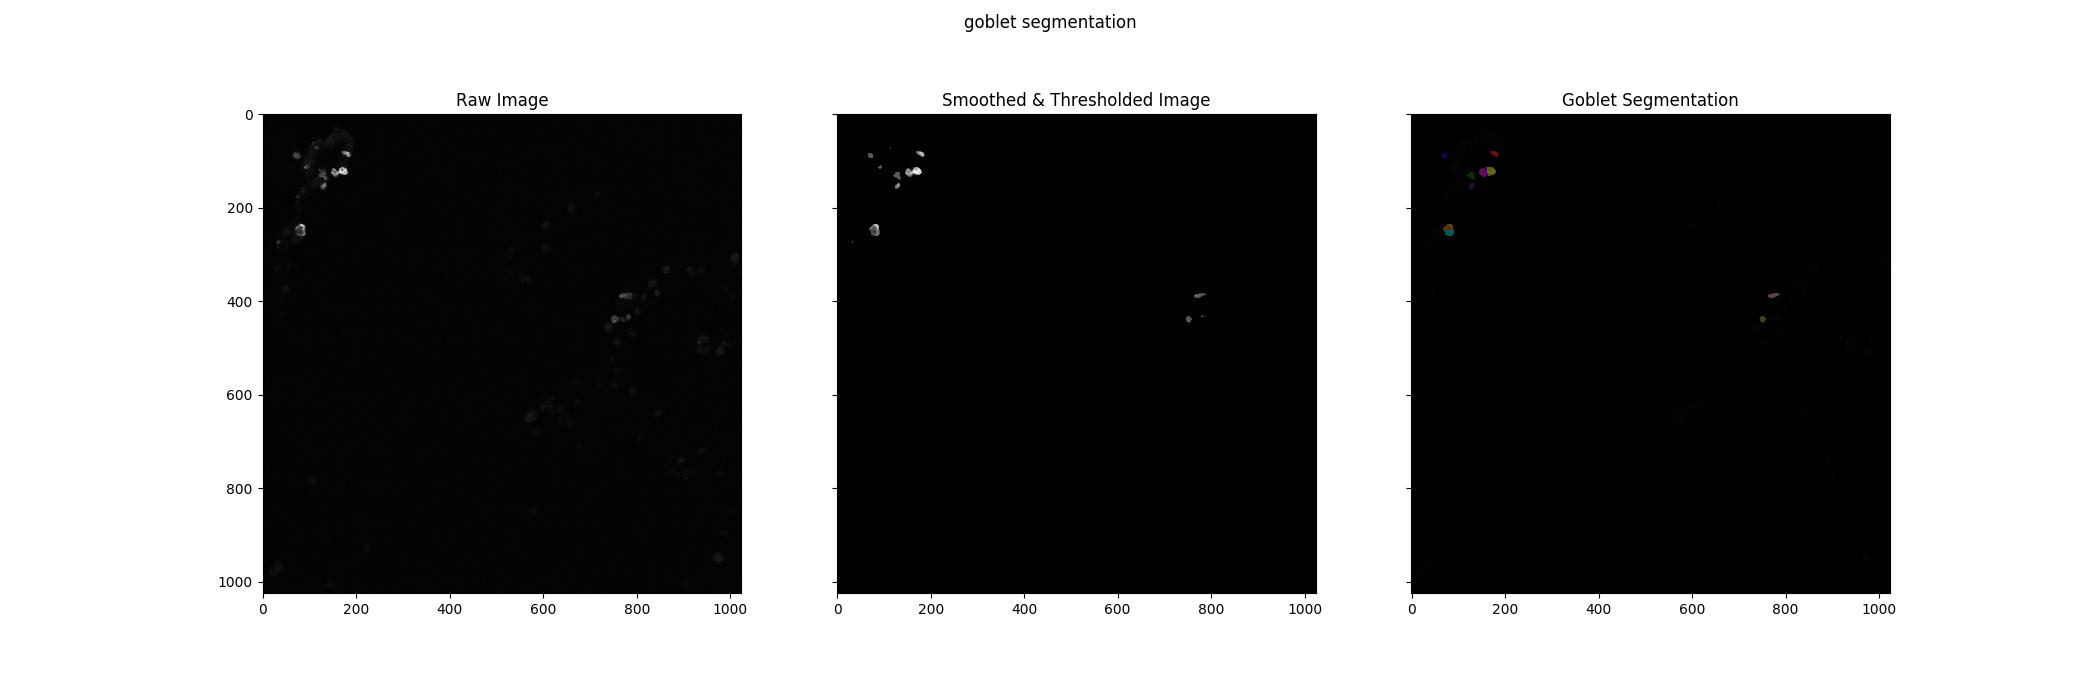 goblet segmentation
Raw Image
Smoothed & Thresholded Image
Goblet Segmentation
0
200
400
600
800
1000
0 200 400 600 800 1000
0 200 400 600 800 1000
0 200 400 600 800 1000